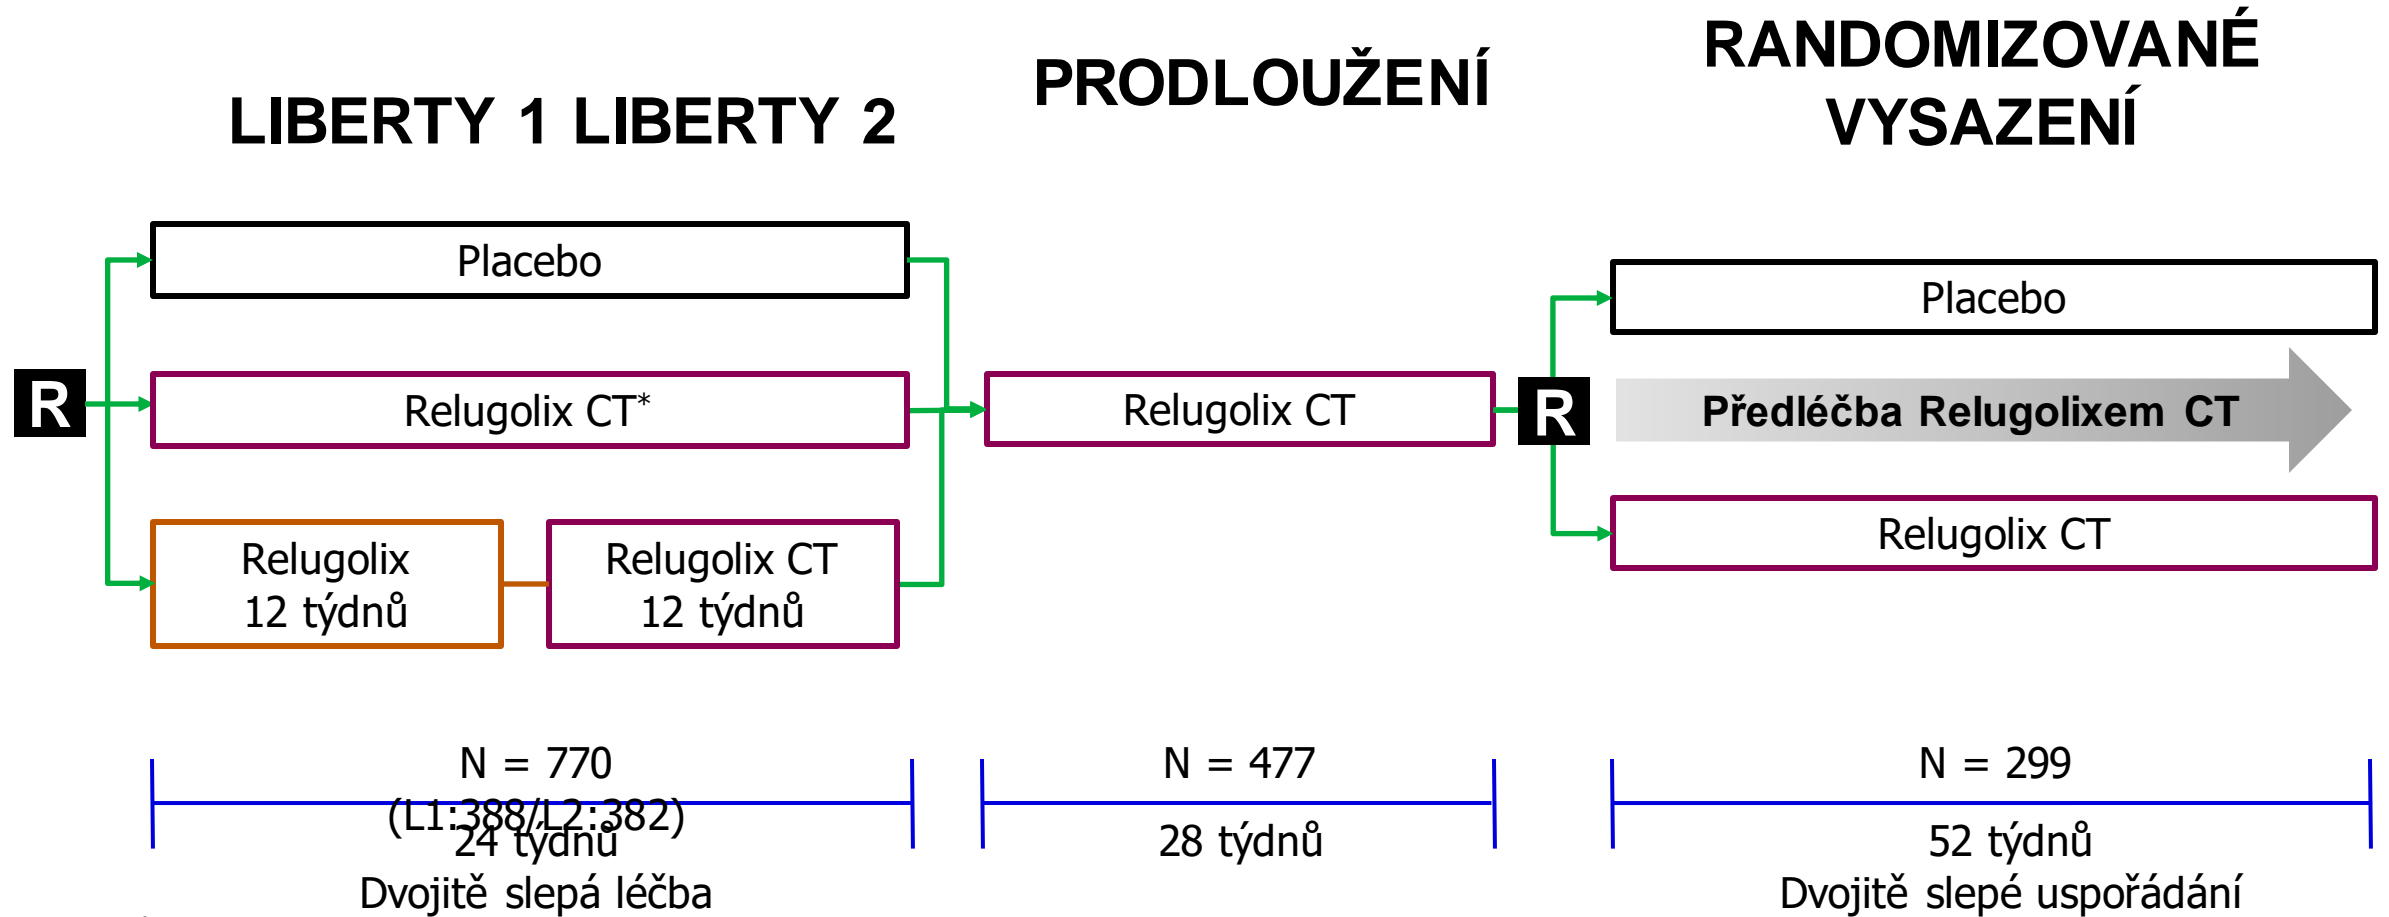 LIBERTY 1 LIBERTY 2
PRODLOUŽENÍ
RANDOMIZOVANÉ
VYSAZENÍ
R
Placebo
Relugolix CT*
Relugolix
12 týdnů
Relugolix CT
12 týdnů
Relugolix CT
R
Placebo
Předléčba Relugolixem CT
Relugolix CT
N = 770
(L1:388/L2:382)
24 týdnů
Dvojitě slepá léčba
N = 477
28 týdnů
N = 299
52 týdnů
Dvojitě slepé uspořádání